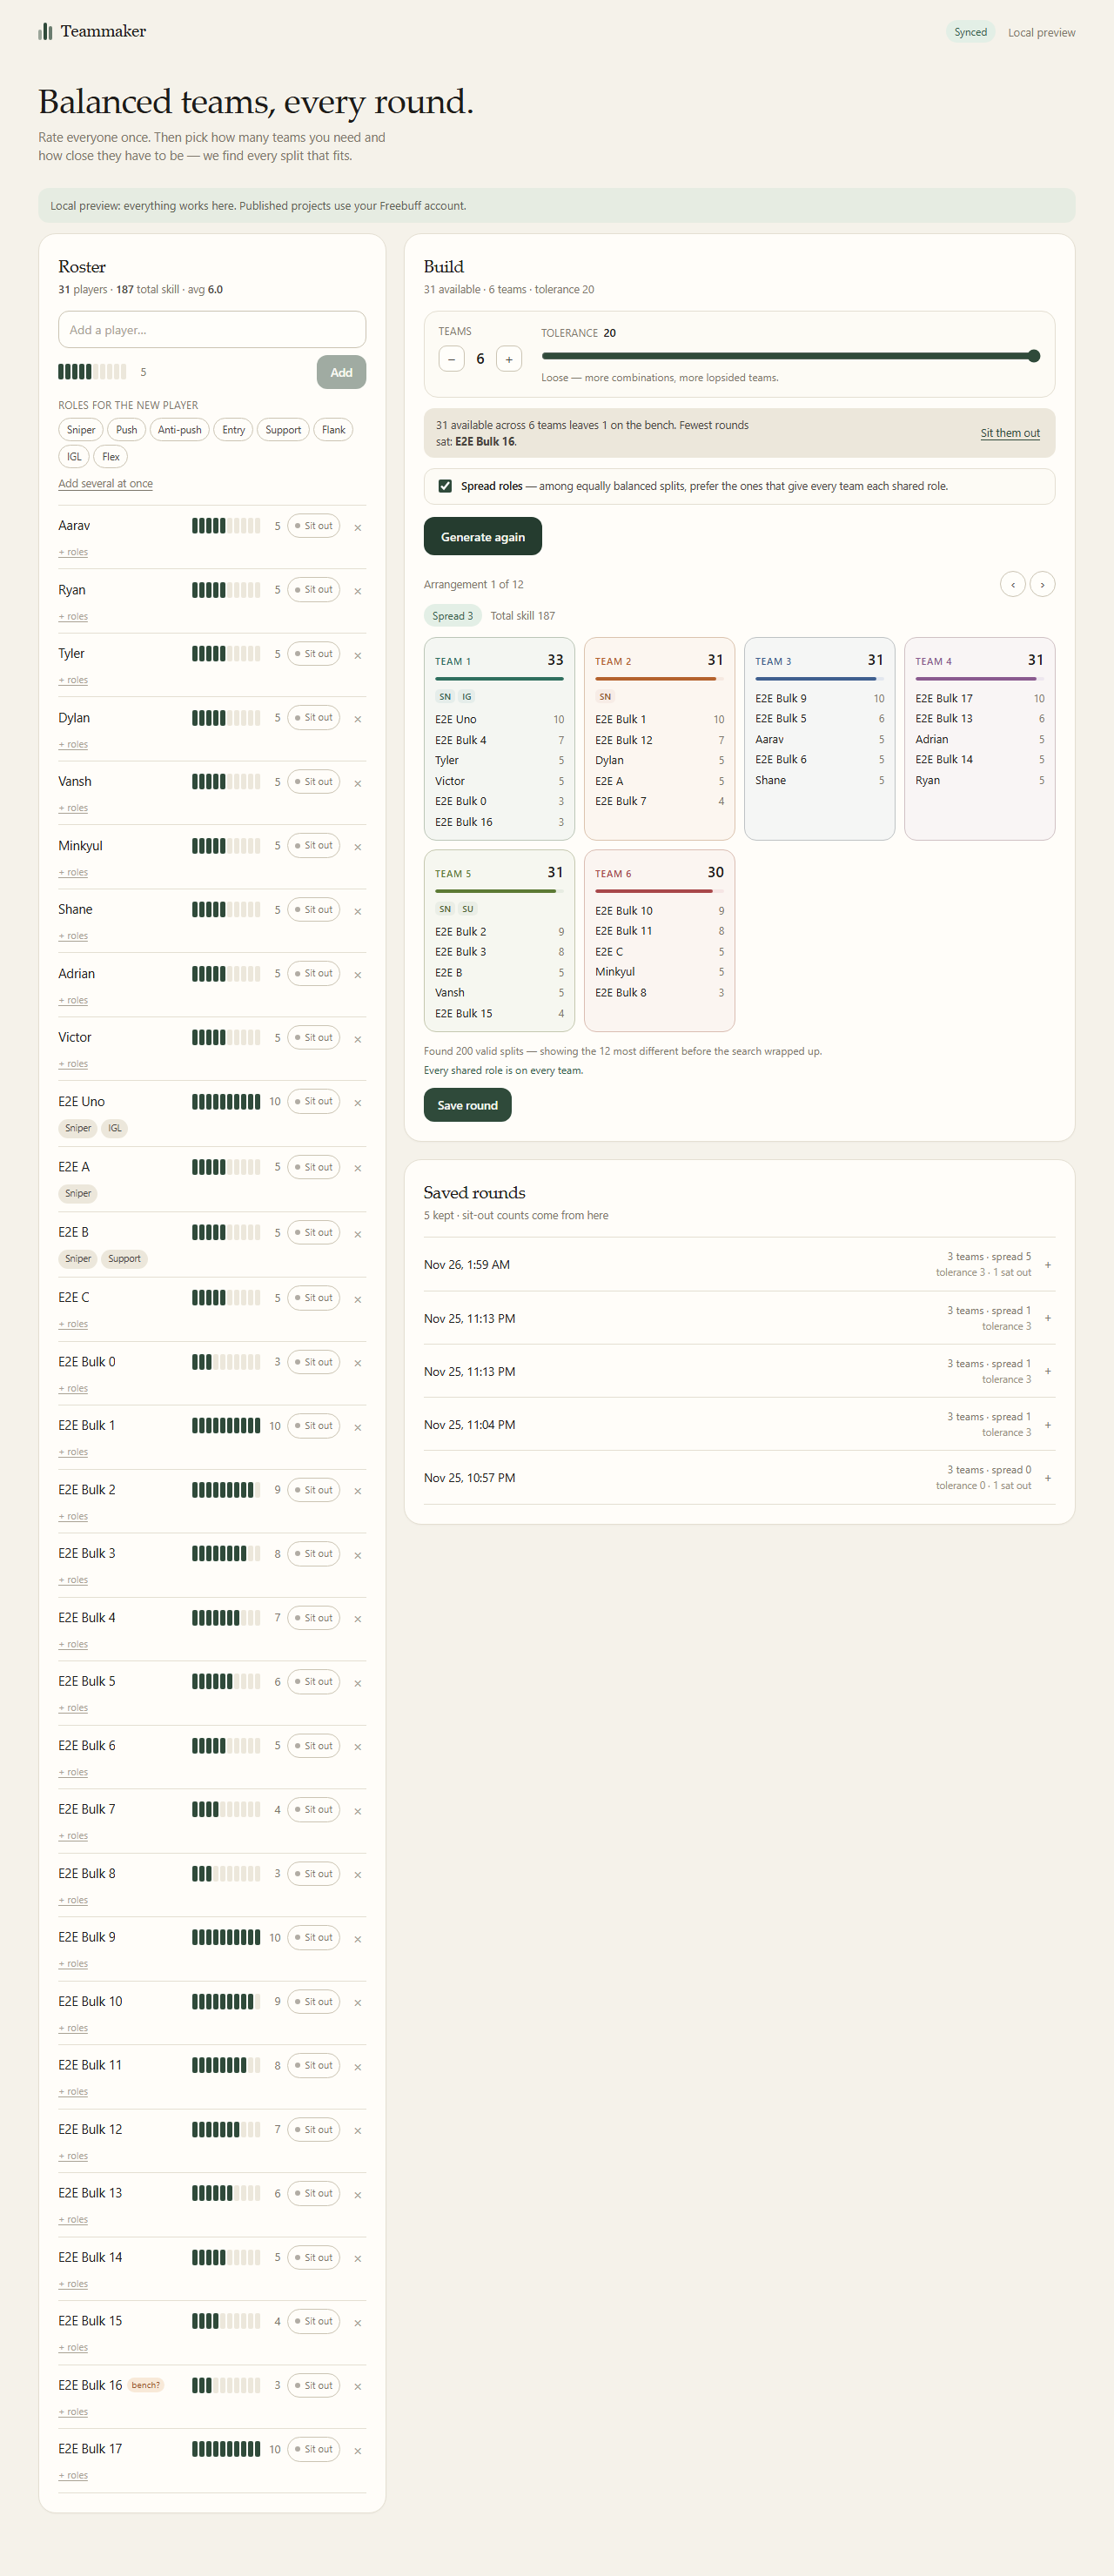 Teammaker
Synced
Local preview
Balanced teams, every round.
Rate everyone once. Then pick how many teams you need and
how close they have to be — we find every split that fits.
Local preview: everything works here. Published projects use your Freebuff account.
Roster
31 players · 187 total skill · avg 6.0
Add a player...
5
Add
ROLES FOR THE NEW PLAYER
Sniper Push Anti-push Entry Support Flank
IGL Flex
Add several at once
Aarav 5 Sit out ×
+ roles
Ryan 5 Sit out ×
+ roles
Tyler 5 Sit out ×
+ roles
Dylan 5 Sit out ×
+ roles
Vansh 5 Sit out ×
+ roles
Minkyul 5 Sit out ×
+ roles
Shane 5 Sit out ×
+ roles
Adrian 5 Sit out ×
+ roles
Victor 5 Sit out ×
+ roles
E2E Uno 10 Sit out ×
Sniper IGL
E2E A 5 Sit out ×
Sniper
E2E B 5 Sit out ×
Sniper Support
E2E C 5 Sit out ×
+ roles
E2E Bulk 0 3 Sit out ×
+ roles
E2E Bulk 1 10 Sit out ×
+ roles
E2E Bulk 2 9 Sit out ×
+ roles
E2E Bulk 3 8 Sit out ×
+ roles
E2E Bulk 4 7 Sit out ×
+ roles
E2E Bulk 5 6 Sit out ×
+ roles
E2E Bulk 6 5 Sit out ×
+ roles
E2E Bulk 7 4 Sit out ×
+ roles
E2E Bulk 8 3 Sit out ×
+ roles
E2E Bulk 9 10 Sit out ×
+ roles
E2E Bulk 10 9 Sit out ×
+ roles
E2E Bulk 11 8 Sit out ×
+ roles
E2E Bulk 12 7 Sit out ×
+ roles
E2E Bulk 13 6 Sit out ×
+ roles
E2E Bulk 14 5 Sit out ×
+ roles
E2E Bulk 15 4 Sit out ×
+ roles
E2E Bulk 16 bench? 3 Sit out ×
+ roles
E2E Bulk 17 10 Sit out ×
+ roles
Build
31 available · 6 teams · tolerance 20
TEAMS
− 6 +
TOLERANCE 20
Loose — more combinations, more lopsided teams.
31 available across 6 teams leaves 1 on the bench. Fewest rounds
sat: E2E Bulk 16.
Sit them out
Spread roles — among equally balanced splits, prefer the ones that give every team each shared role.
Generate again
Arrangement 1 of 12
‹ ›
Spread 3 Total skill 187
TEAM 1 33
SN IG
E2E Uno 10
E2E Bulk 4 7
Tyler 5
Victor 5
E2E Bulk 0 3
E2E Bulk 16 3
TEAM 2 31
SN
E2E Bulk 1 10
E2E Bulk 12 7
Dylan 5
E2E A 5
E2E Bulk 7 4
TEAM 3 31
E2E Bulk 9 10
E2E Bulk 5 6
Aarav 5
E2E Bulk 6 5
Shane 5
TEAM 4 31
E2E Bulk 17 10
E2E Bulk 13 6
Adrian 5
E2E Bulk 14 5
Ryan 5
TEAM 5 31
SN SU
E2E Bulk 2 9
E2E Bulk 3 8
E2E B 5
Vansh 5
E2E Bulk 15 4
TEAM 6 30
E2E Bulk 10 9
E2E Bulk 11 8
E2E C 5
Minkyul 5
E2E Bulk 8 3
Found 200 valid splits — showing the 12 most different before the search wrapped up.
Every shared role is on every team.
Save round
Saved rounds
5 kept · sit-out counts come from here
Nov 26, 1:59 AM
3 teams · spread 5
tolerance 3 · 1 sat out
+
Nov 25, 11:13 PM
3 teams · spread 1
tolerance 3
+
Nov 25, 11:13 PM
3 teams · spread 1
tolerance 3
+
Nov 25, 11:04 PM
3 teams · spread 1
tolerance 3
+
Nov 25, 10:57 PM
3 teams · spread 0
tolerance 0 · 1 sat out
+